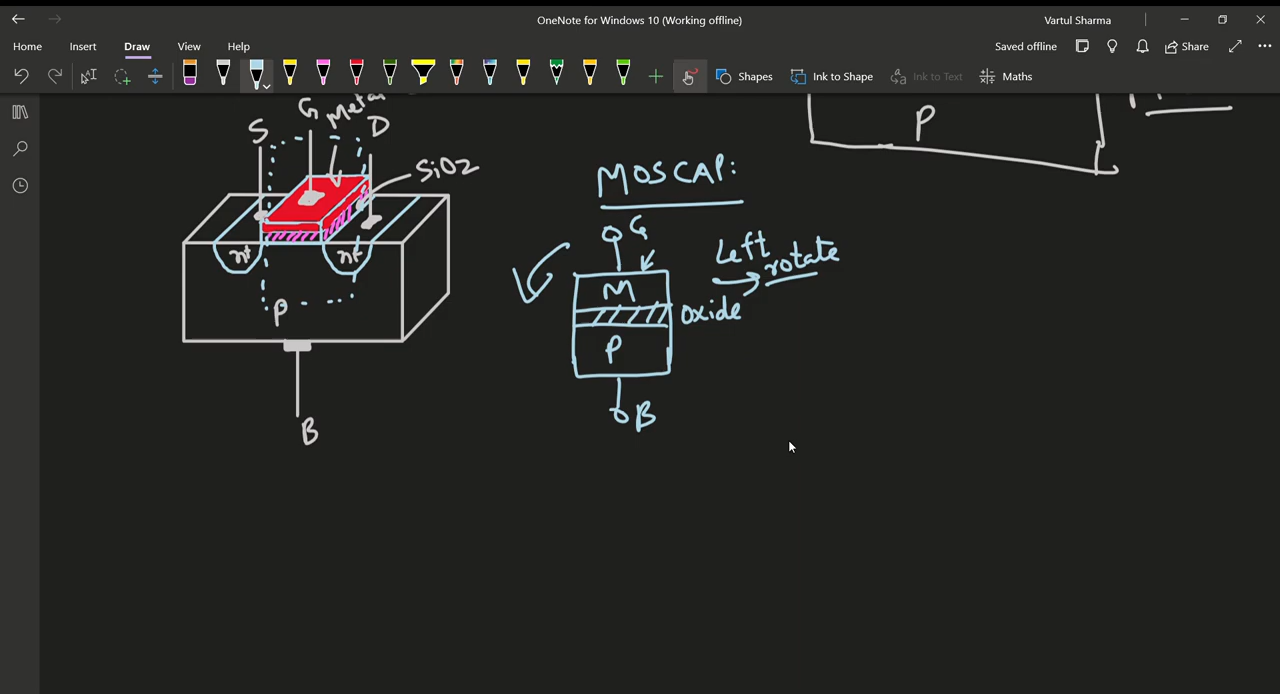 OneNote for Windows 10 (Working offline)
Vartul Sharma
Home Insert Draw View Help
Saved offline
Share
Shapes
Ink to Shape
Ink to Text
Maths
G Metal
S
D
SiO2
n+
n+
P
B
P
MOSCAP:
G
M
oxide
P
B
Left
rotate